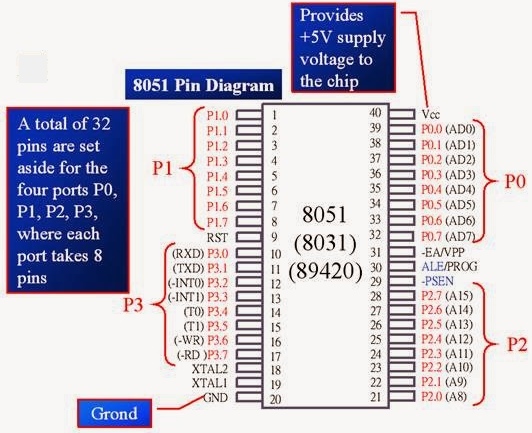 Provides
+5V supply
voltage to
the chip
8051 Pin Diagram
A total of 32
pins are set
aside for the
four ports P0,
P1, P2, P3,
where each
port takes 8
pins
P1
P3
P1.0 1
P1.1 2
P1.2 3
P1.3 4
P1.4 5
P1.5 6
P1.6 7
P1.7 8
RST 9
(RXD) P3.0 10
(TXD) P3.1 11
(-INT0) P3.2 12
(-INT1) P3.3 13
(T0) P3.4 14
(T1) P3.5 15
(-WR) P3.6 16
(-RD ) P3.7 17
XTAL2 18
XTAL1 19
GND 20
Grond
8051
(8031)
(89420)
40 Vcc
39 P0.0 (AD0)
38 P0.1 (AD1)
37 P0.2 (AD2)
36 P0.3 (AD3)
35 P0.4 (AD4)
34 P0.5 (AD5)
33 P0.6 (AD6)
32 P0.7 (AD7)
31 -EA/VPP
30 ALE/PROG
29 -PSEN
28 P2.7 (A15)
27 P2.6 (A14)
26 P2.5 (A13)
25 P2.4 (A12)
24 P2.3 (A11)
23 P2.2 (A10)
22 P2.1 (A9)
21 P2.0 (A8)
P0
P2